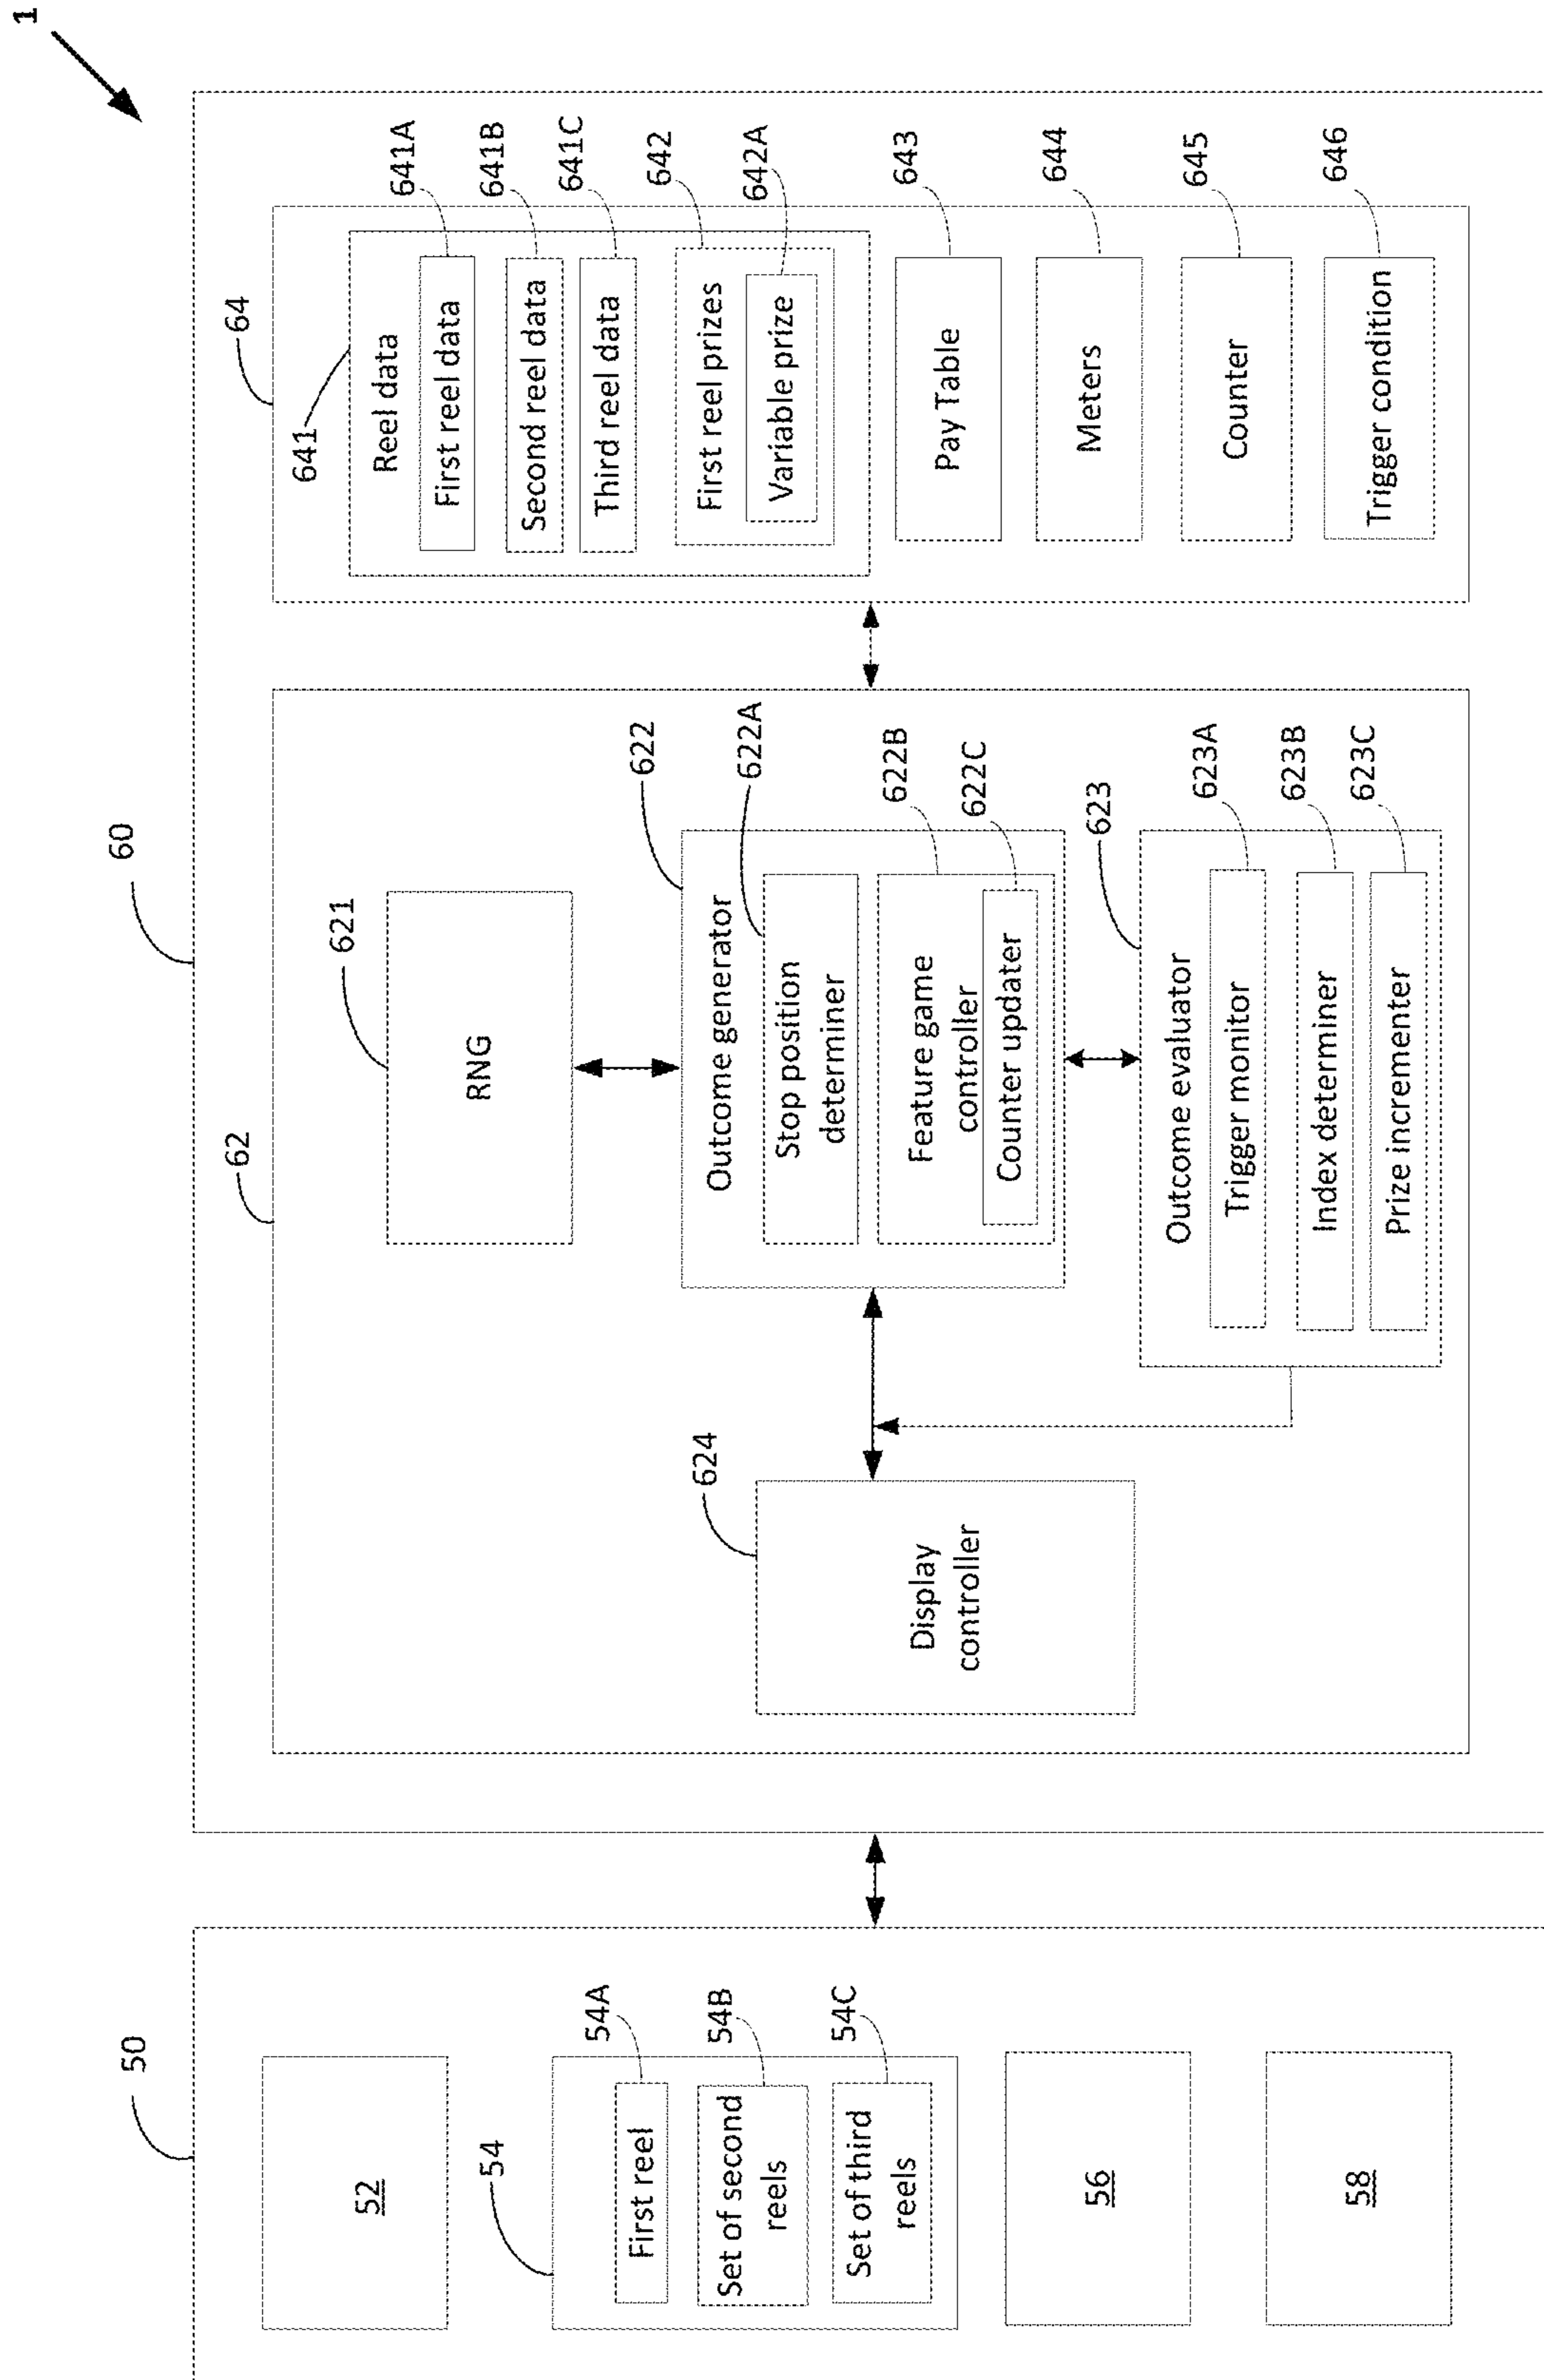 1
60
64
641
Reel data
First reel data
641A
Second reel data
641B
Third reel data
641C
First reel prizes
642
Variable prize
642A
Pay Table
643
Meters
644
Counter
645
Trigger condition
646
62
621
RNG
622
Outcome generator
622A
Stop position
determiner
622B
Feature game
controller
622C
Counter updater
623
Outcome evaluator
623A
Trigger monitor
623B
Index determiner
623C
Prize incrementer
624
Display
controller
50
52
54
First reel
54A
Set of second
reels
54B
Set of third
reels
54C
56
58